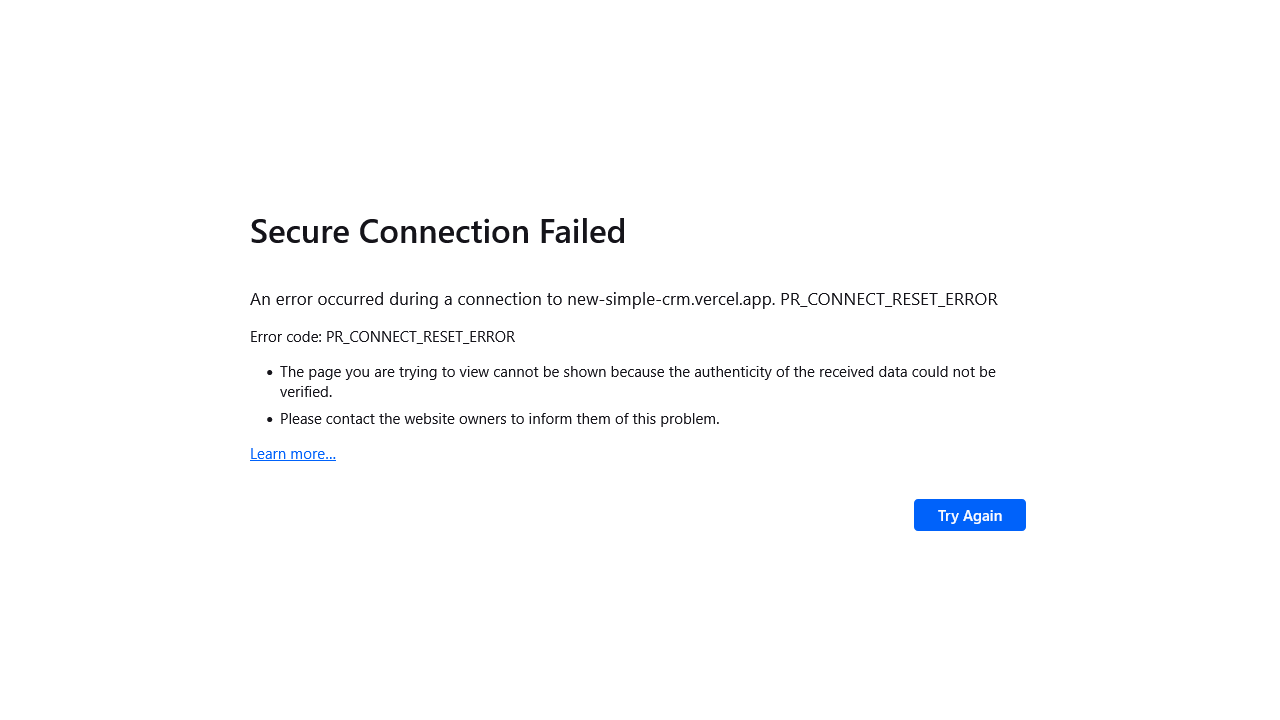 Secure Connection Failed
An error occurred during a connection to new-simple-crm.vercel.app. PR_CONNECT_RESET_ERROR
Error code: PR_CONNECT_RESET_ERROR
• The page you are trying to view cannot be shown because the authenticity of the received data could not be
verified.
• Please contact the website owners to inform them of this problem.
Learn more...
Try Again